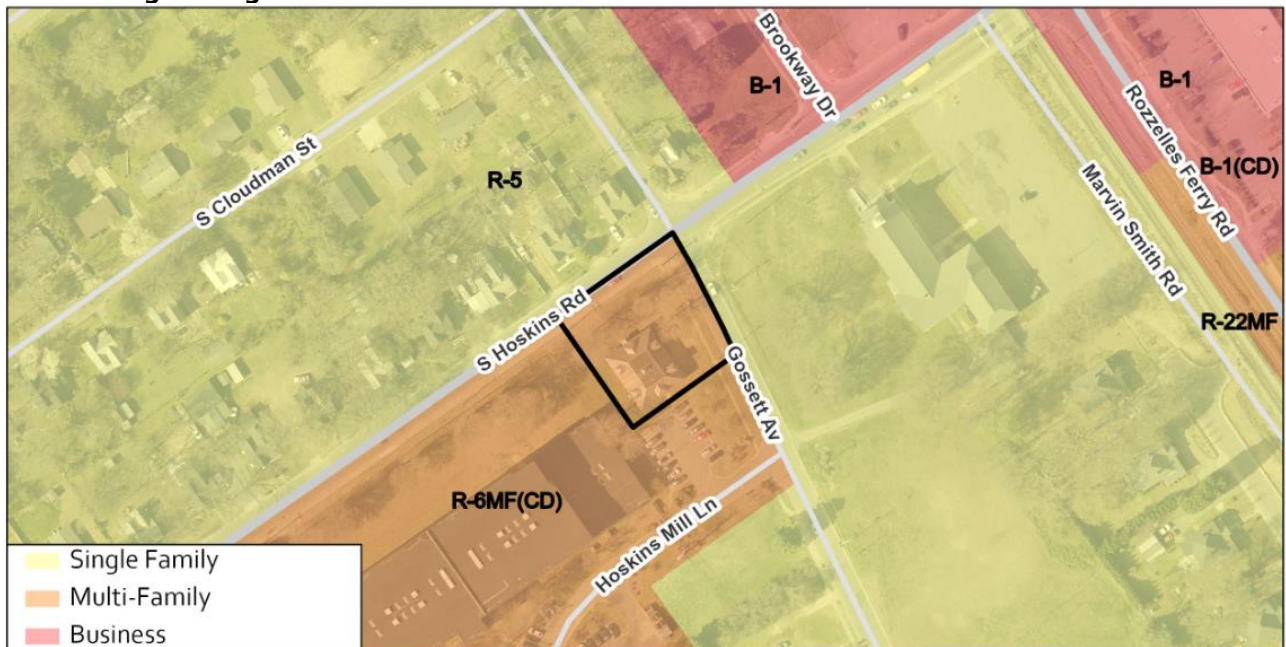 Brookway Dr
B-1
B-1
Rozzelles Ferry Rd
B-1(CD)
S Cloudman St
R-5
Marvin Smith Rd
S Hoskins Rd
R-22MF
Gossett Av
R-6MF(CD)
Hoskins Mill Ln
Single Family
Multi-Family
Business